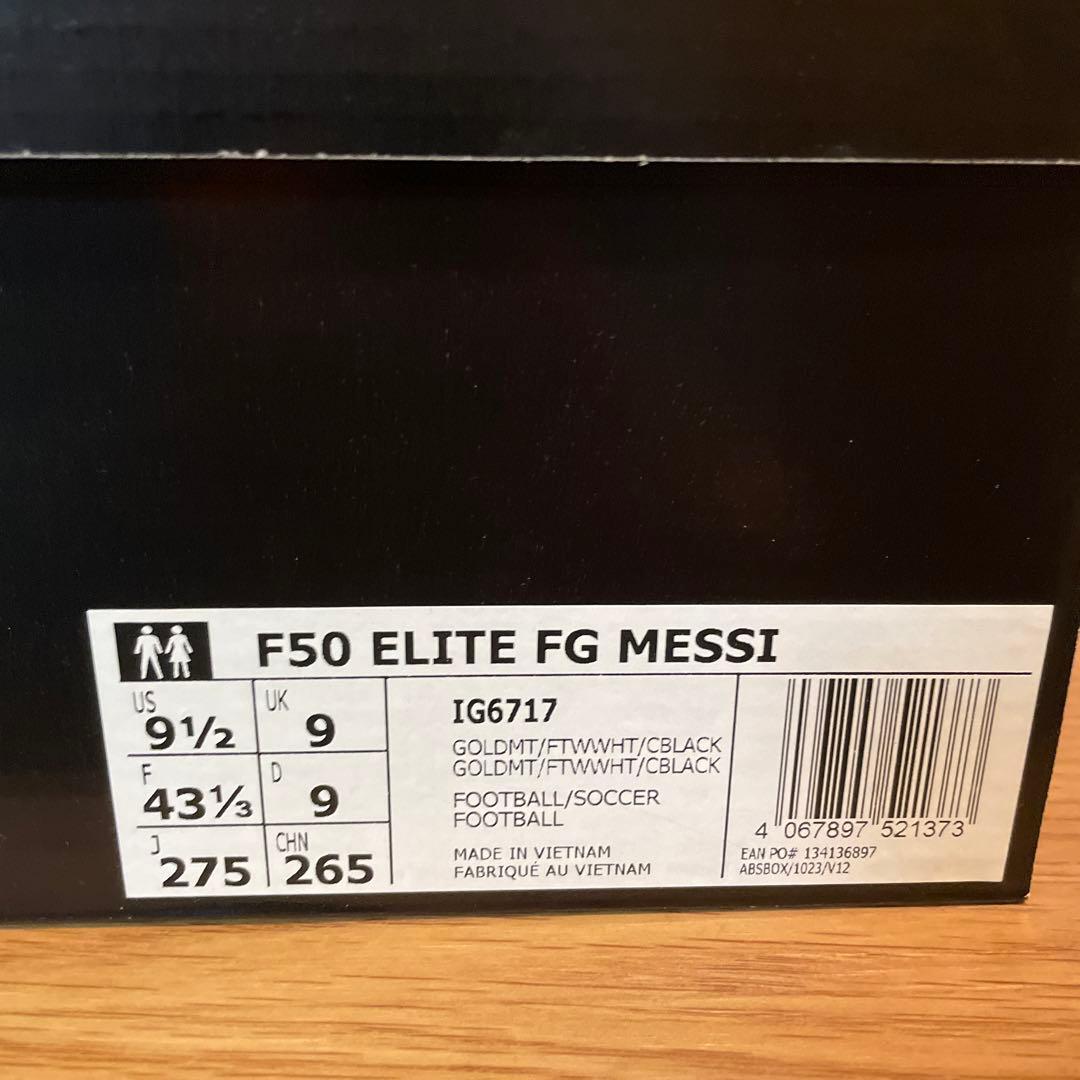 F50 ELITE FG MESSI
US 9½ UK 9
F 43⅓ D 9
J 275 CHN 265
IG6717
GOLDMT/FTWWHT/CBLACK
GOLDMT/FTWWHT/CBLACK
FOOTBALL/SOCCER
FOOTBALL
MADE IN VIETNAM
FABRIQUÉ AU VIETNAM
4 067897 521373
EAN PO# 134136897
ABSBOX/1023/V12